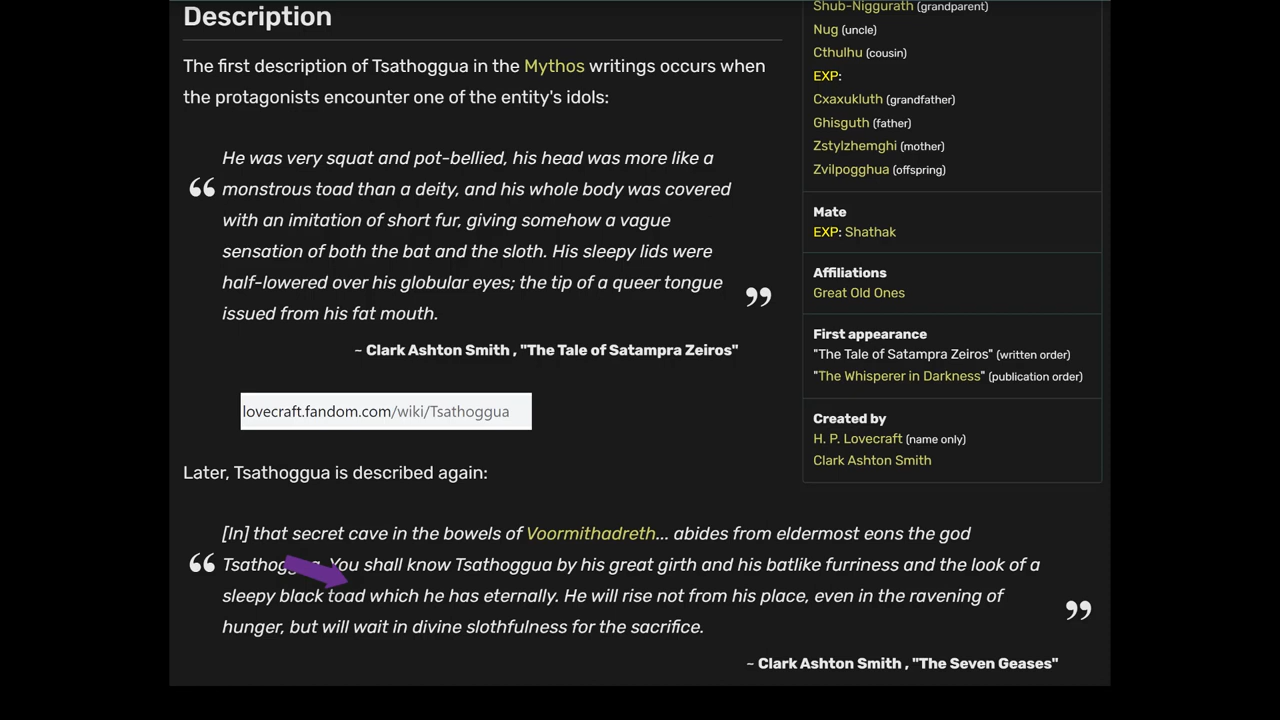 Description
The first description of Tsathoggua in the Mythos writings occurs when
the protagonists encounter one of the entity's idols:
“
He was very squat and pot-bellied, his head was more like a
monstrous toad than a deity, and his whole body was covered
with an imitation of short fur, giving somehow a vague
sensation of both the bat and the sloth. His sleepy lids were
half-lowered over his globular eyes; the tip of a queer tongue
issued from his fat mouth.
”
~ Clark Ashton Smith , "The Tale of Satampra Zeiros"
lovecraft.fandom.com/wiki/Tsathoggua
Later, Tsathoggua is described again:
“
[In] that secret cave in the bowels of Voormithadreth... abides from eldermost eons the god
Tsathoggua. You shall know Tsathoggua by his great girth and his batlike furriness and the look of a
sleepy black toad which he has eternally. He will rise not from his place, even in the ravening of
hunger, but will wait in divine slothfulness for the sacrifice.
”
~ Clark Ashton Smith , "The Seven Geases"
Shub-Niggurath (grandparent)
Nug (uncle)
Cthulhu (cousin)
EXP:
Cxaxukluth (grandfather)
Ghisguth (father)
Zstylzhemghi (mother)
Zvilpogghua (offspring)
Mate
EXP: Shathak
Affiliations
Great Old Ones
First appearance
"The Tale of Satampra Zeiros" (written order)
"The Whisperer in Darkness" (publication order)
Created by
H. P. Lovecraft (name only)
Clark Ashton Smith